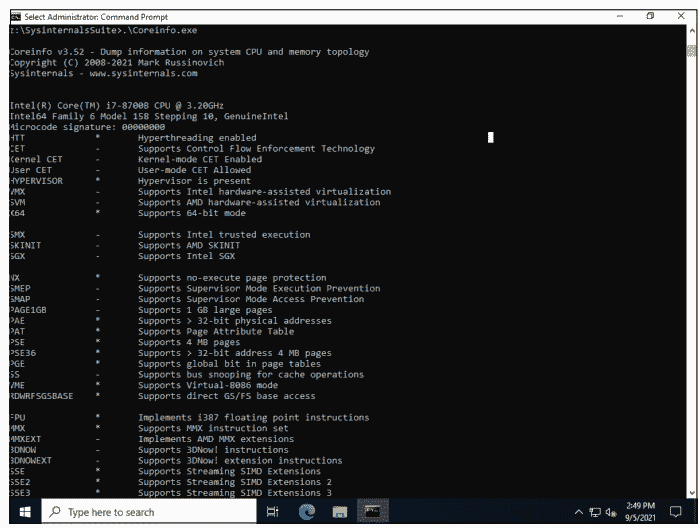 Select Administrator: Command Prompt
z:\SysinternalsSuite>.\Coreinfo.exe
Coreinfo v3.52 - Dump information on system CPU and memory topology
Copyright (C) 2008-2021 Mark Russinovich
Sysinternals - www.sysinternals.com
Intel(R) Core(TM) i7-8700B CPU @ 3.20GHz
Intel64 Family 6 Model 158 Stepping 10, GenuineIntel
Microcode signature: 00000000
HTT * Hyperthreading enabled
CET - Supports Control Flow Enforcement Technology
Kernel CET - Kernel-mode CET Enabled
User CET - User-mode CET Allowed
HYPERVISOR * Hypervisor is present
VMX - Supports Intel hardware-assisted virtualization
SVM - Supports AMD hardware-assisted virtualization
X64 * Supports 64-bit mode
SMX - Supports Intel trusted execution
SKINIT - Supports AMD SKINIT
SGX - Supports Intel SGX
NX * Supports no-execute page protection
SMEP - Supports Supervisor Mode Execution Prevention
SMAP - Supports Supervisor Mode Access Prevention
PAGE1GB - Supports 1 GB large pages
PAE * Supports > 32-bit physical addresses
PAT * Supports Page Attribute Table
PSE * Supports 4 MB pages
PSE36 * Supports > 32-bit address 4 MB pages
PGE * Supports global bit in page tables
SS - Supports bus snooping for cache operations
VME * Supports Virtual-8086 mode
RDWRFSGSBASE * Supports direct GS/FS base access
FPU * Implements i387 floating point instructions
MMX * Supports MMX instruction set
MMXEXT - Implements AMD MMX extensions
3DNOW - Supports 3DNow! instructions
3DNOWEXT - Supports 3DNow! extension instructions
SSE * Supports Streaming SIMD Extensions
SSE2 * Supports Streaming SIMD Extensions 2
SSE3 * Supports Streaming SIMD Extensions 3
Type here to search
2:49 PM
9/5/2021